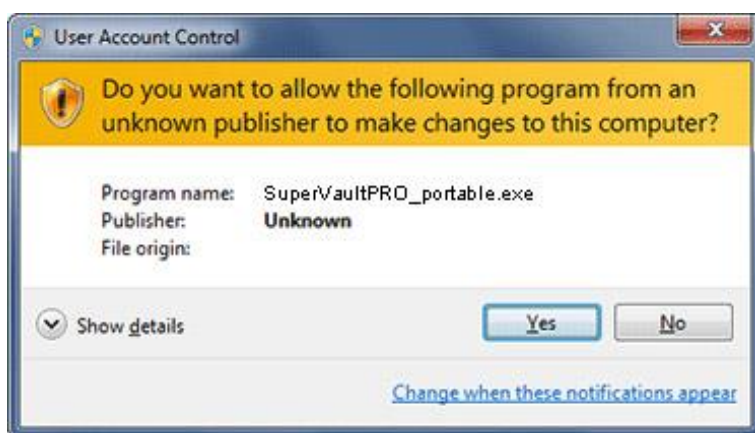 User Account Control
Do you want to allow the following program from an
unknown publisher to make changes to this computer?
Program name: SuperVaultPRO_portable.exe
Publisher: Unknown
File origin:
Show details
Yes
No
Change when these notifications appear